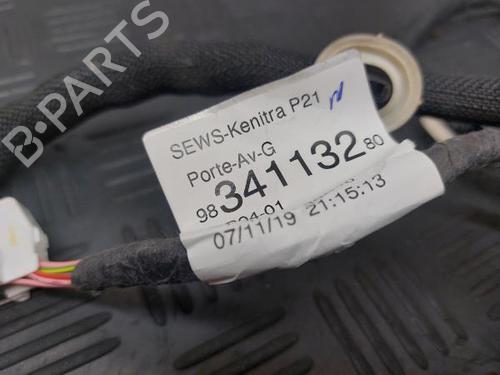 B-PARTS
SEWS-Kenitra P21
Porte-Av-G
98 341132 80
07/11/19 21:15:13